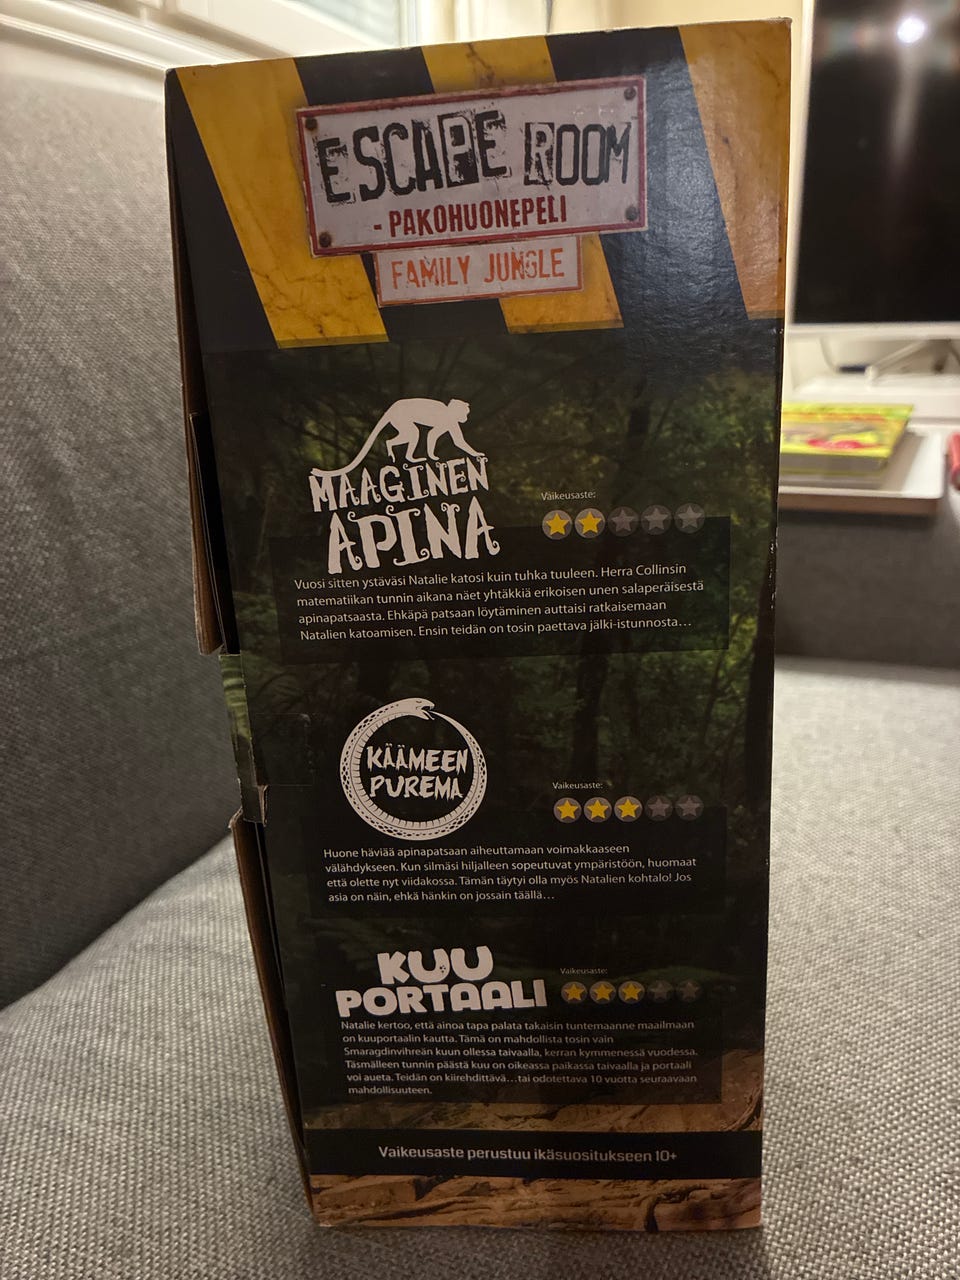 ESCAPE ROOM
- PAKOHUONEPELI
FAMILY JUNGLE
MAAGINEN
APINA
Vaikeusaste:
Vuosi sitten ystäväsi Natalie katosi kuin tuhka tuuleen. Herra Collinsin
matematiikan tunnin aikana näet yhtäkkiä erikoisen unen salaperäisestä
apinapatsaasta. Ehkäpä patsaan löytäminen auttaisi ratkaisemaan
Natalien katoamisen. Ensin teidän on tosin paettava jälki-istunnosta...
KÄÄMEEN
PUREMA
Vaikeusaste:
Huone häviää apinapatsaan aiheuttamaan voimakkaaseen
välähdykseen. Kun silmäsi hiljalleen sopeutuvat ympäristöön, huomaat
että olette nyt viidakossa. Tämän täytyi olla myös Natalien kohtalo! Jos
asia on näin, ehkä hänkin on jossain täällä...
KUU
PORTAALI
Vaikeusaste:
Natalie kertoo, että ainoa tapa palata takaisin tuntemaanne maailmaan
on kuuportaalin kautta. Tämä on mahdollista tosin vain
Smaragdinvihreän kuun ollessa taivaalla, kerran kymmenessä vuodessa.
Täsmälleen tunnin päästä kuu on oikeassa paikassa taivaalla ja portaali
voi aueta. Teidän on kiirehdittävä...tai odotettava 10 vuotta seuraavaan
mahdollisuuteen.
Vaikeusaste perustuu ikäsuositukseen 10+